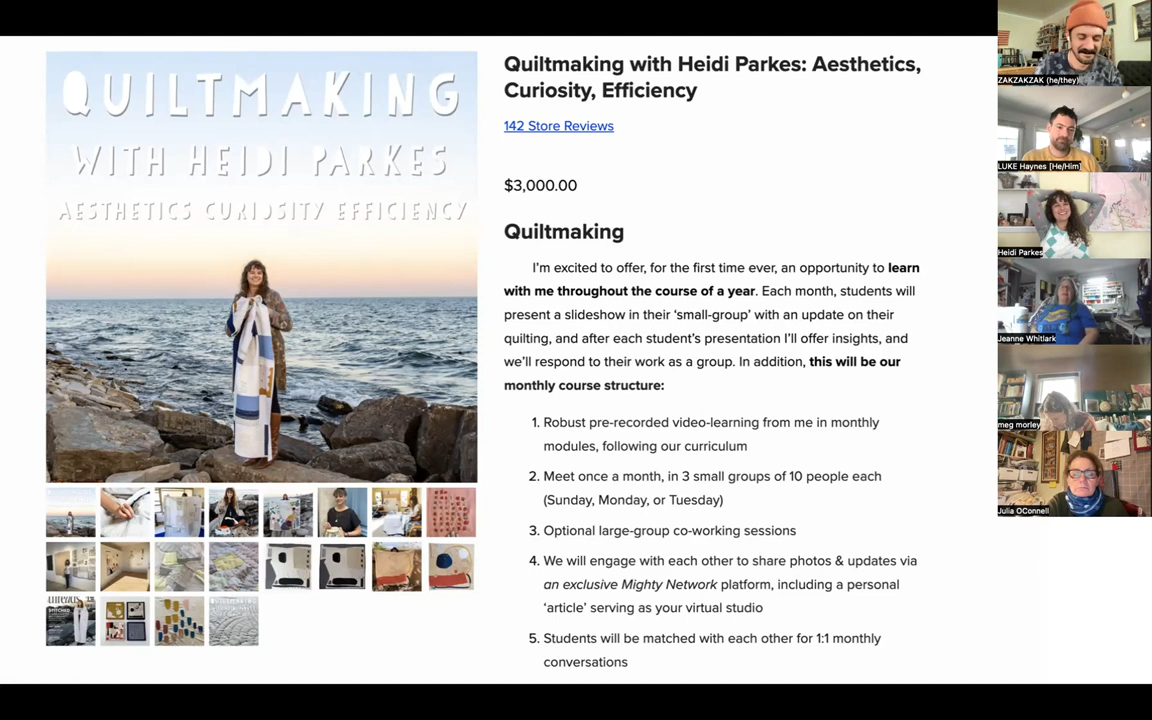 QUILTMAKING
WITH HEIDI PARKES
AESTHETICS CURIOSITY EFFICIENCY
Quiltmaking with Heidi Parkes: Aesthetics,
Curiosity, Efficiency
142 Store Reviews
$3,000.00
Quiltmaking
I’m excited to offer, for the first time ever, an opportunity to learn
with me throughout the course of a year. Each month, students will
present a slideshow in their ‘small-group’ with an update on their
quilting, and after each student’s presentation I’ll offer insights, and
we’ll respond to their work as a group. In addition, this will be our
monthly course structure:
1. Robust pre-recorded video-learning from me in monthly
modules, following our curriculum
2. Meet once a month, in 3 small groups of 10 people each
(Sunday, Monday, or Tuesday)
3. Optional large-group co-working sessions
4. We will engage with each other to share photos & updates via
an exclusive Mighty Network platform, including a personal
‘article’ serving as your virtual studio
5. Students will be matched with each other for 1:1 monthly
conversations
ZAKZAKZAK (he/they)
LUKE Haynes [He/Him]
Heidi Parkes
Jeanne Whitlark
meg morley
Julia OConnell
threads
STITCHED